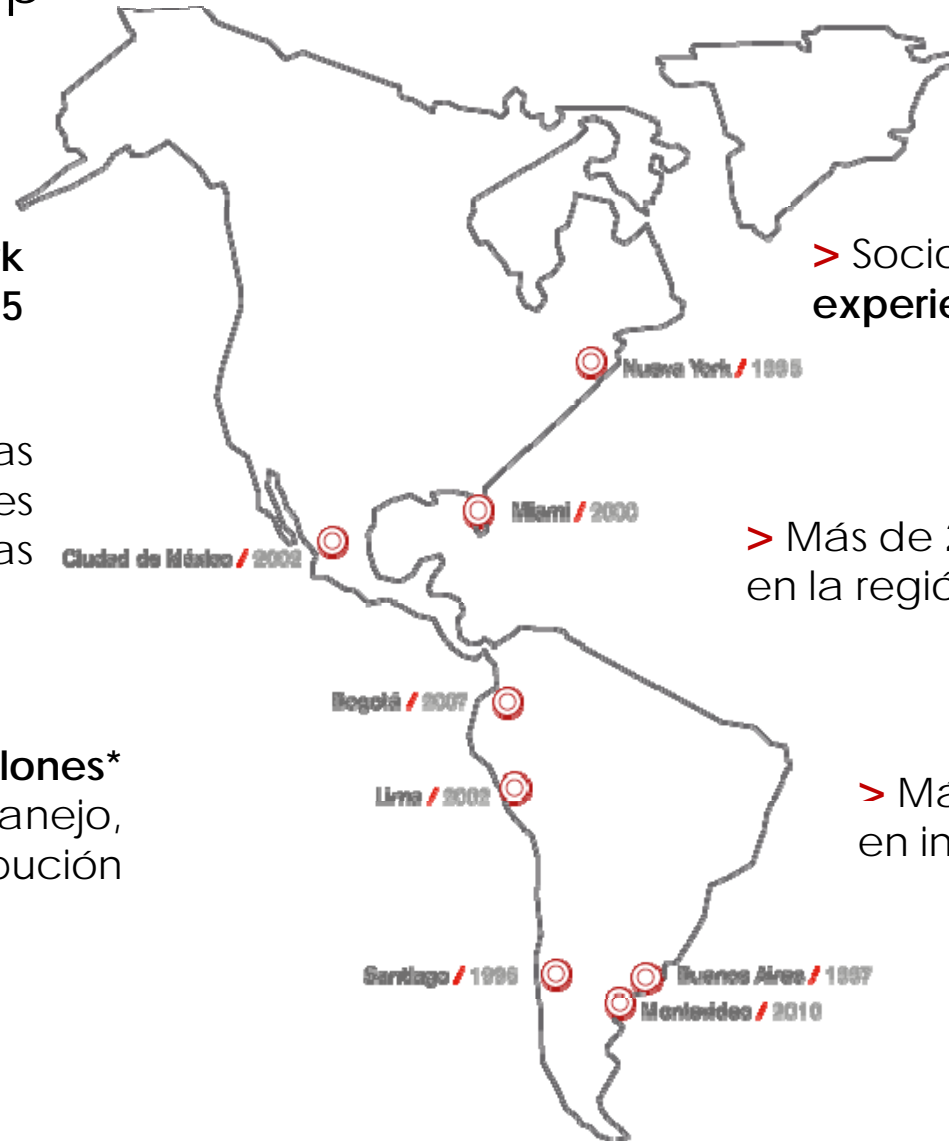 p
k
5
> Socio
experie
Nueva York / 1995
as
es
as
Miami / 2000
Ciudad de México / 2002
> Más de 2
en la regió
Bogotá / 2007
lones*
anejo,
bución
Lima / 2002
> Má
en in
Santiago / 1996
Buenos Aires / 1997
Montevideo / 2010